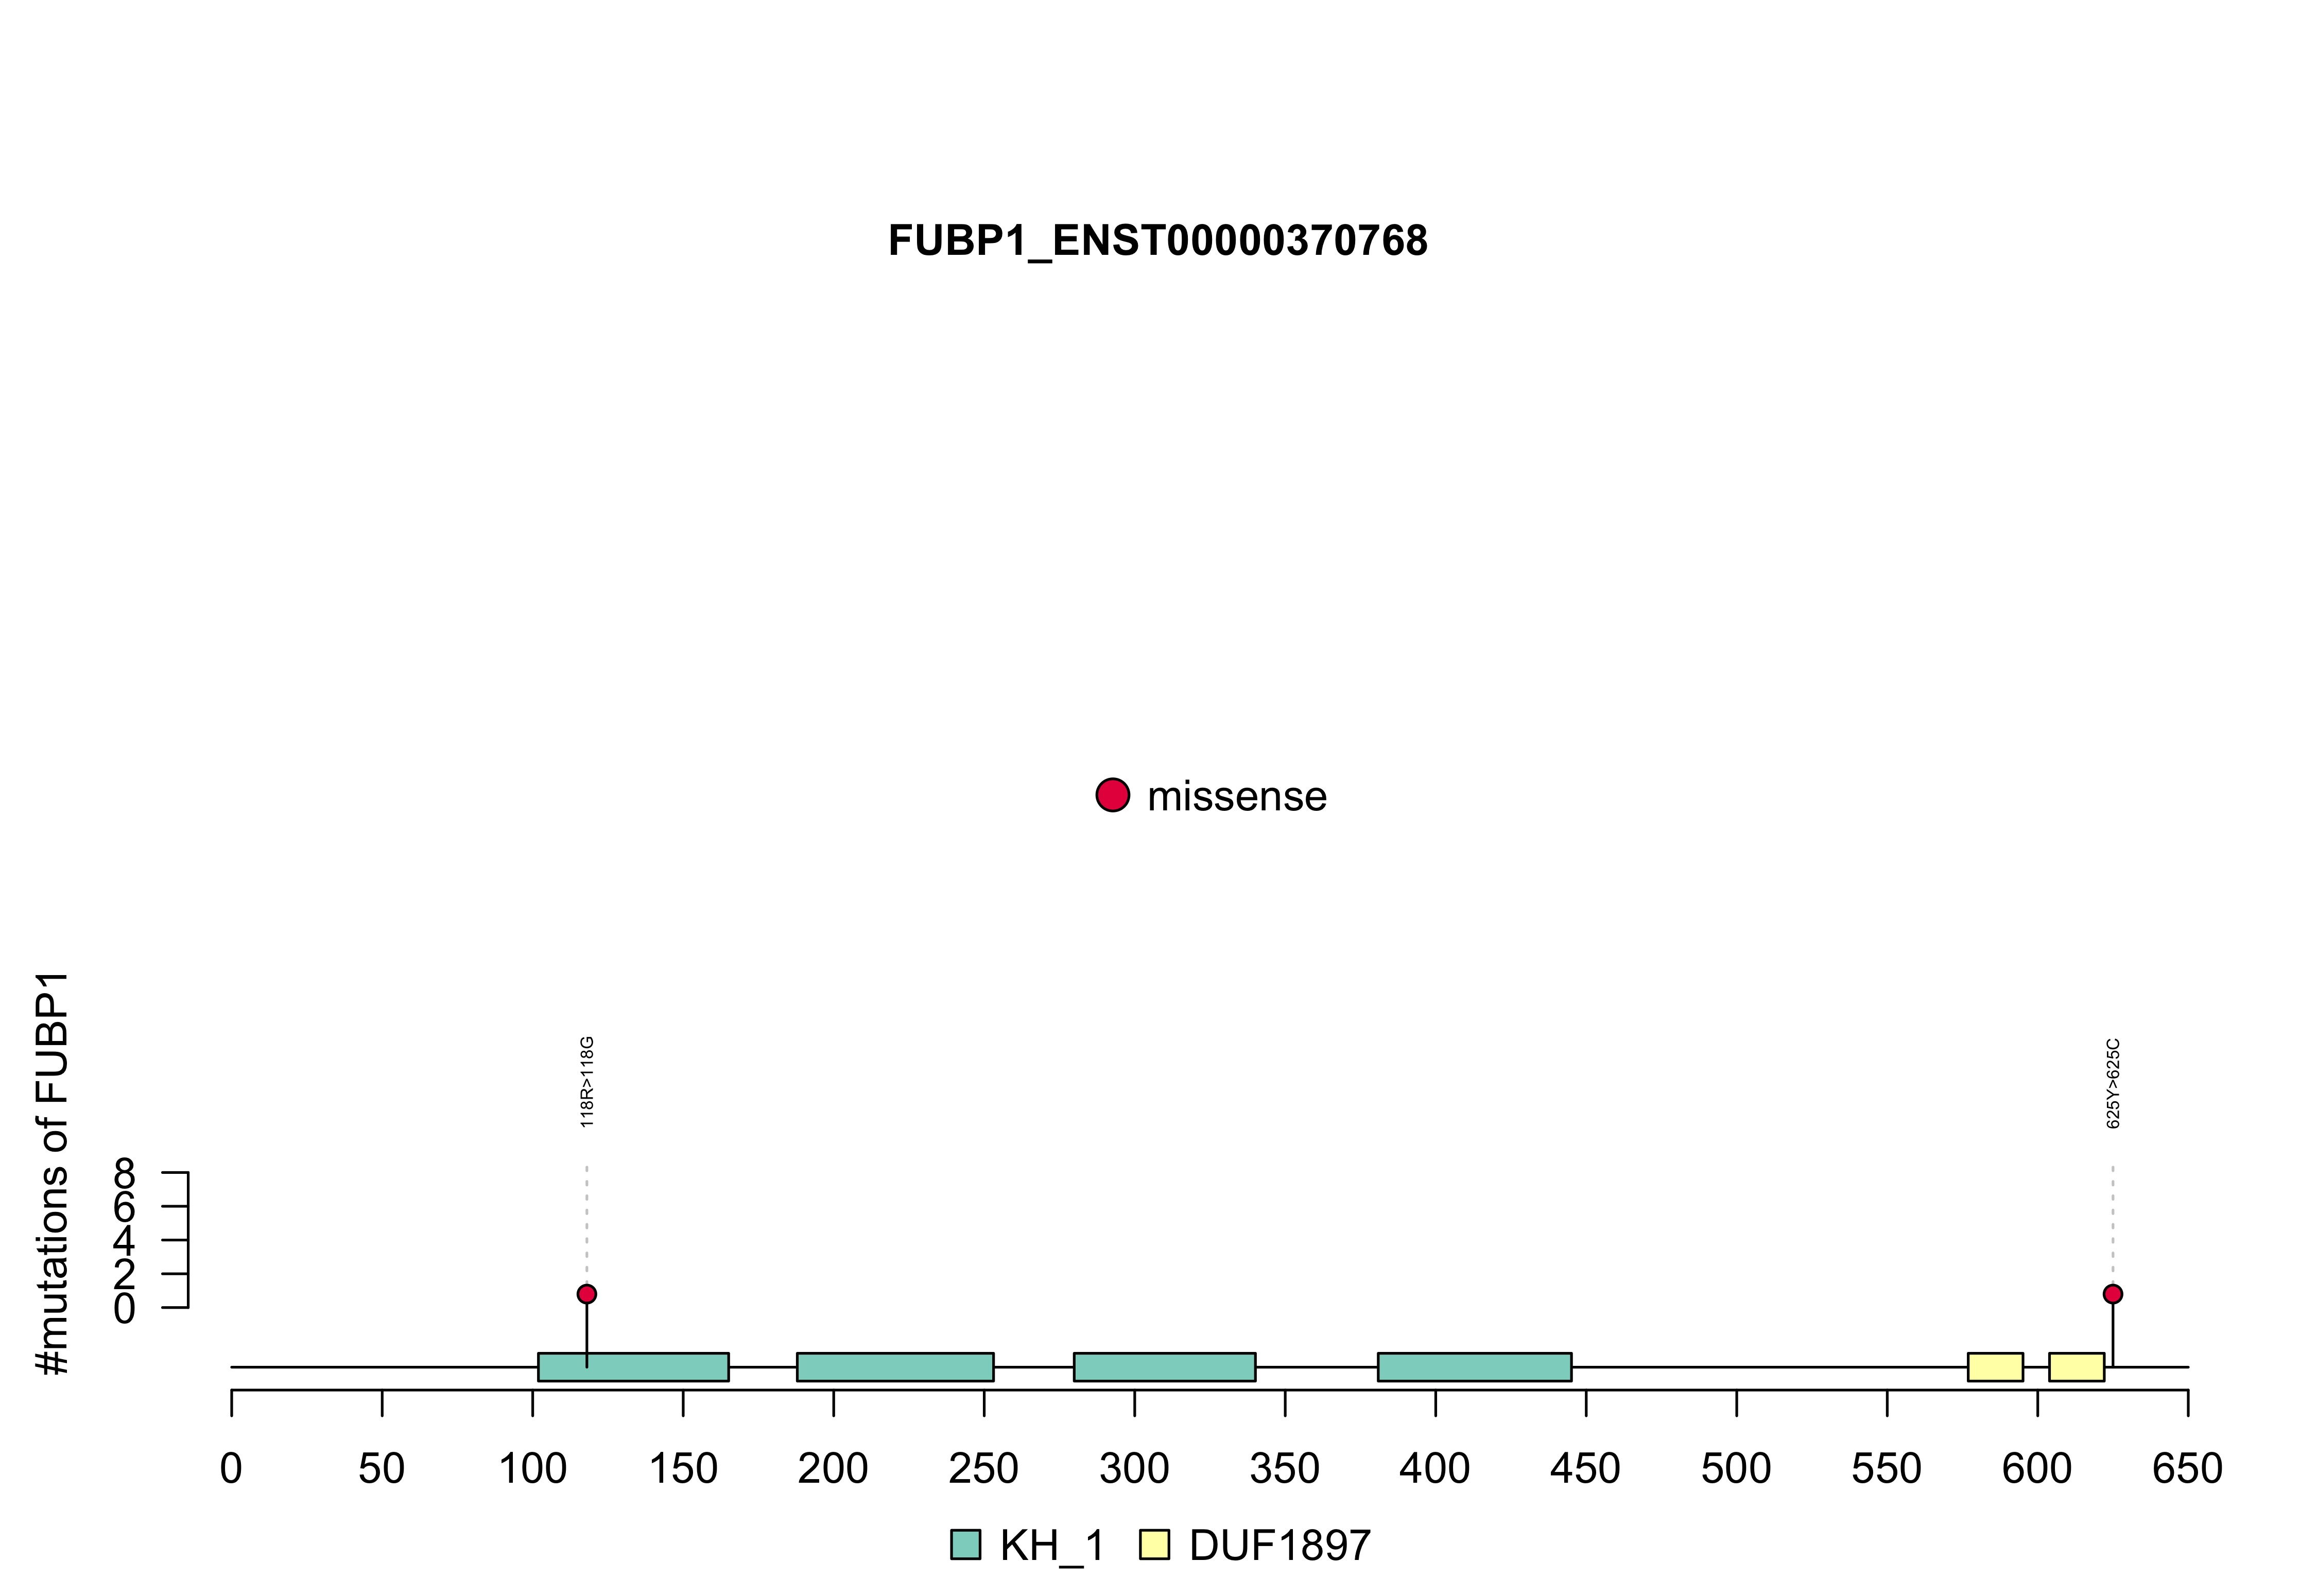 FUBP1_ENST00000370768
missense
#mutations of FUBP1
118R>118G
625Y>625C
8
6
4
2
0
0 50 100 150 200 250 300 350 400 450 500 550 600 650
KH_1 DUF1897